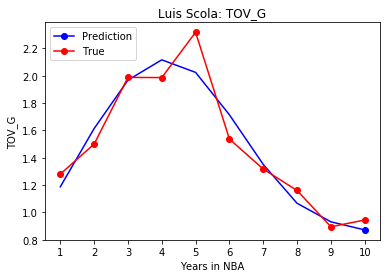 Luis Scola: TOV_G
Prediction
True
TOV_G
2.2
2.0
1.8
1.6
1.4
1.2
1.0
0.8
1 2 3 4 5 6 7 8 9 10
Years in NBA